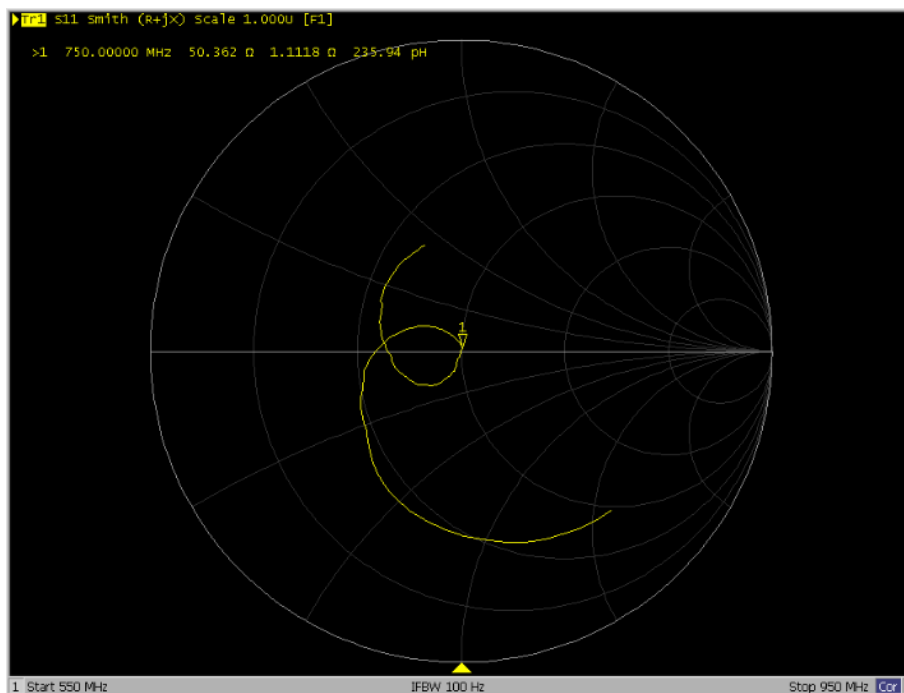 Tr1 S11 Smith (R+jX) Scale 1.000U [F1]
>1 750.00000 MHz 50.362 Ω 1.1118 Ω 235.94 pH
1
1 Start 550 MHz IFBW 100 Hz Stop 950 MHz Cor